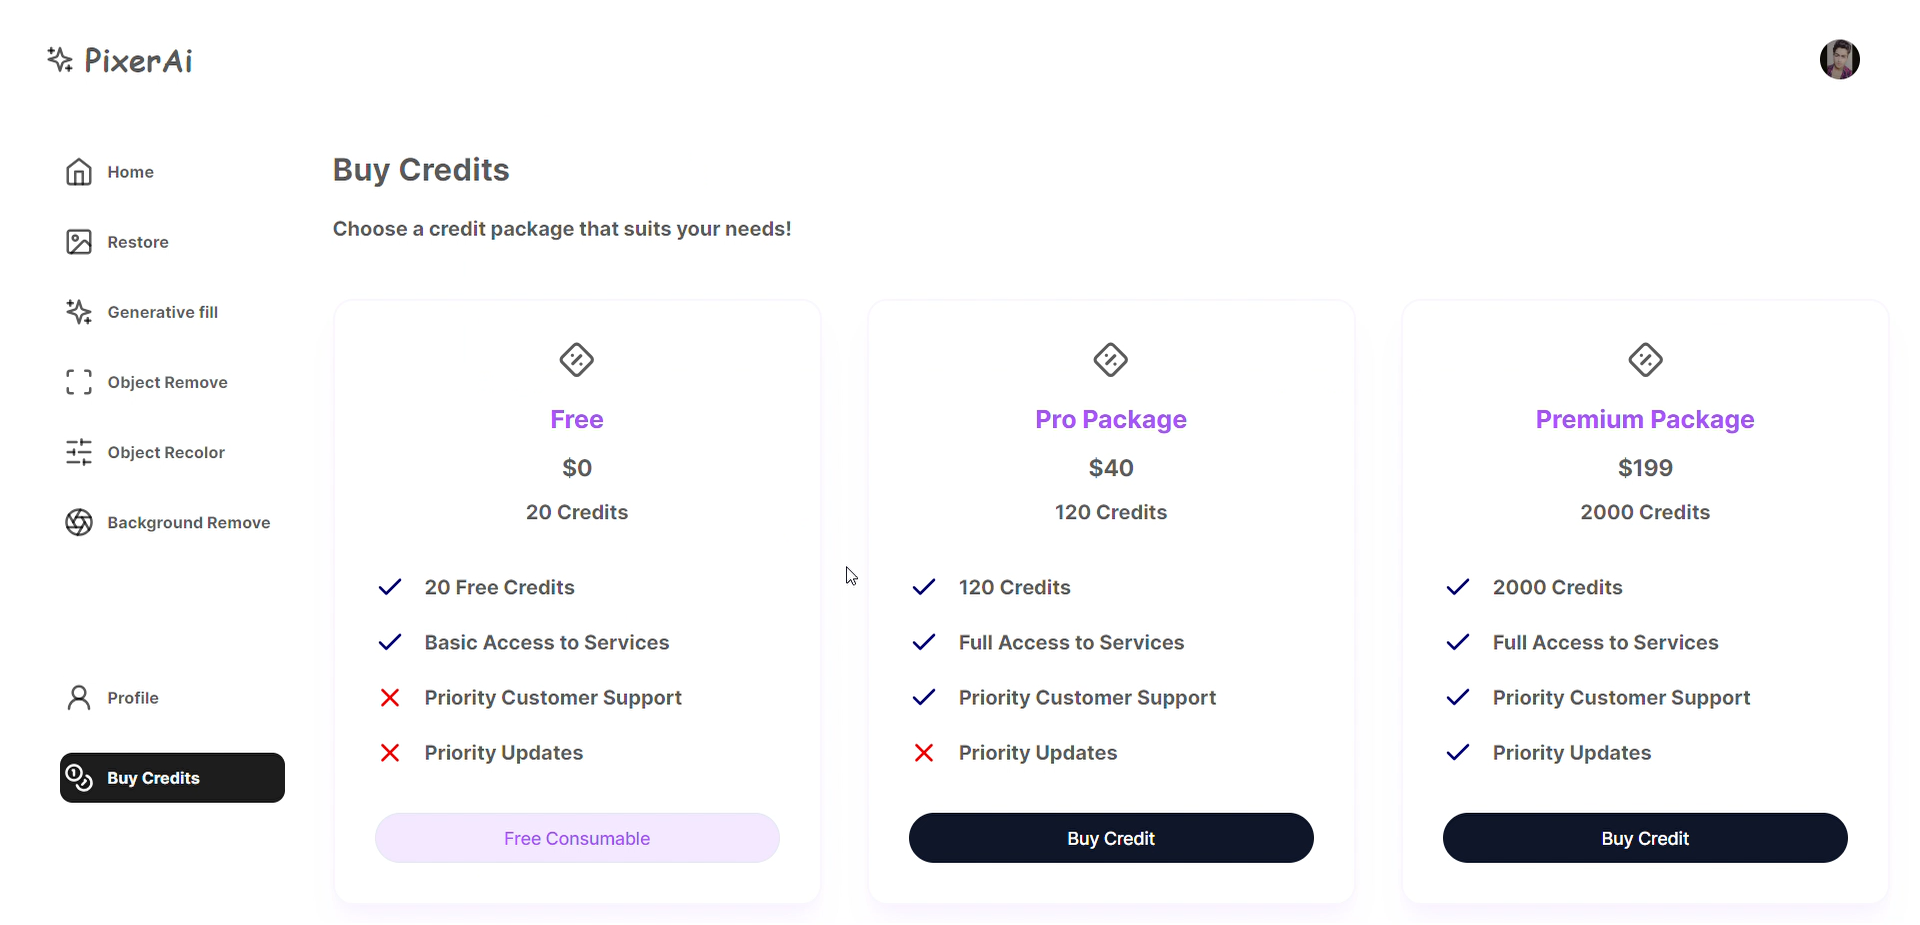 PixerAi
Home
Restore
Generative fill
Object Remove
Object Recolor
Background Remove
Profile
Buy Credits
Buy Credits
Choose a credit package that suits your needs!
Free
$0
20 Credits
20 Free Credits
Basic Access to Services
Priority Customer Support
Priority Updates
Free Consumable
Pro Package
$40
120 Credits
120 Credits
Full Access to Services
Priority Customer Support
Priority Updates
Buy Credit
Premium Package
$199
2000 Credits
2000 Credits
Full Access to Services
Priority Customer Support
Priority Updates
Buy Credit